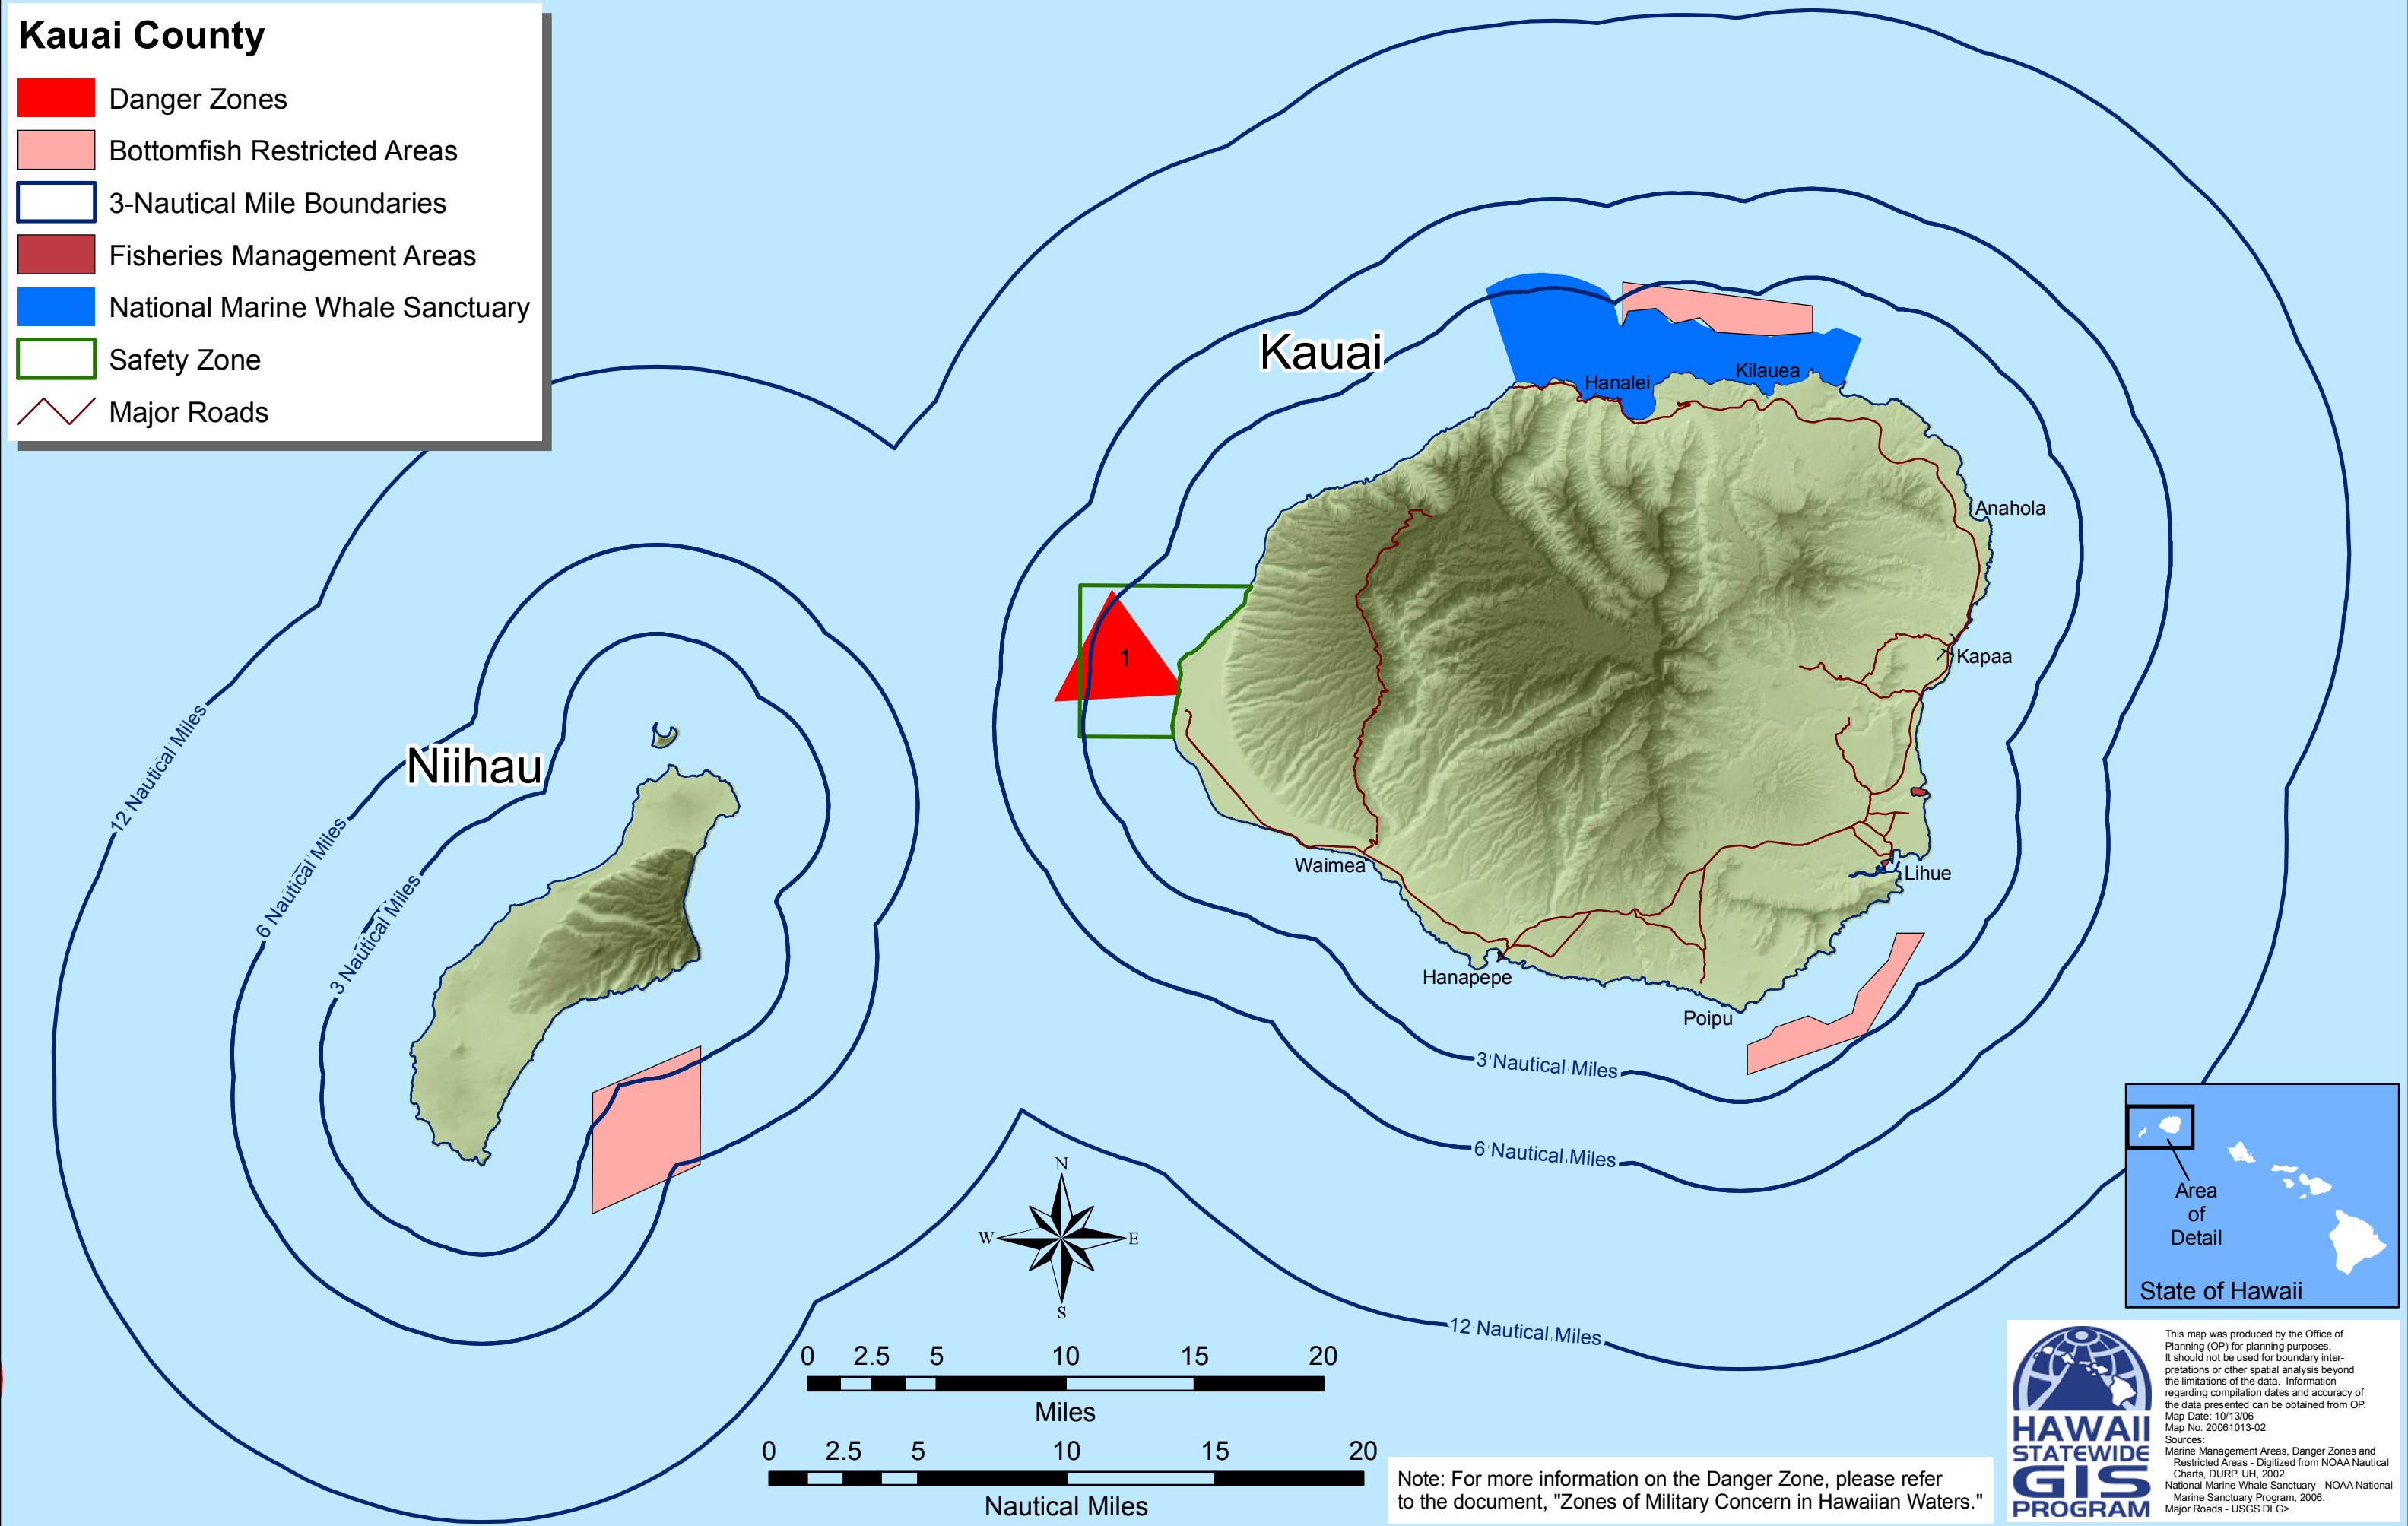 Kauai County
Danger Zones
Bottomfish Restricted Areas
3-Nautical Mile Boundaries
Fisheries Management Areas
National Marine Whale Sanctuary
Safety Zone
Major Roads
Kauai
Hanalei
Kilauea
Anahola
1
Kapaa
Niihau
12 Nautical Miles
6 Nautical Miles
3 Nautical Miles
Waimea
Lihue
Hanapepe
Poipu
3 Nautical Miles
6 Nautical Miles
12 Nautical Miles
N
W
E
S
0 2.5 5 10 15 20
Miles
0 2.5 5 10 15 20
Nautical Miles
Area
of
Detail
State of Hawaii
Note: For more information on the Danger Zone, please refer
to the document, "Zones of Military Concern in Hawaiian Waters."
HAWAII
STATEWIDE
GIS
PROGRAM
This map was produced by the Office of
Planning (OP) for planning purposes.
It should not be used for boundary inter-
pretations or other spatial analysis beyond
the limitations of the data. Information
regarding compilation dates and accuracy of
the data presented can be obtained from OP.
Map Date: 10/13/06
Map No: 20061013-02
Sources:
Marine Management Areas, Danger Zones and
Restricted Areas - Digitized from NOAA Nautical
Charts, DURP, UH, 2002.
National Marine Whale Sanctuary - NOAA National
Marine Sanctuary Program, 2006.
Major Roads - USGS DLG>